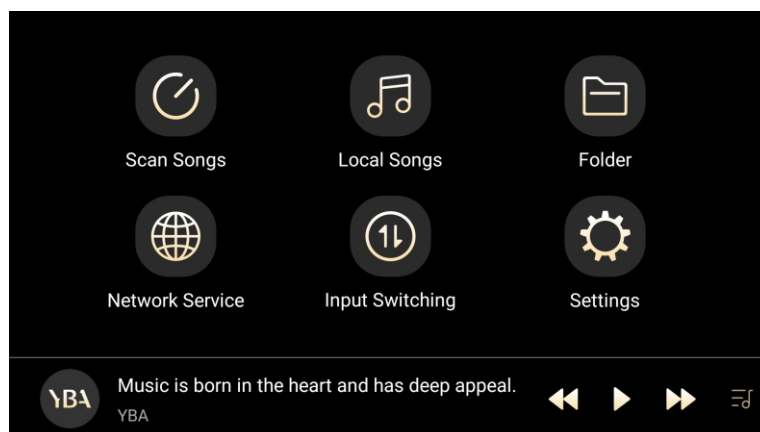 Scan Songs
Local Songs
Folder
Network Service
Input Switching
Settings
YBA
Music is born in the heart and has deep appeal.
YBA